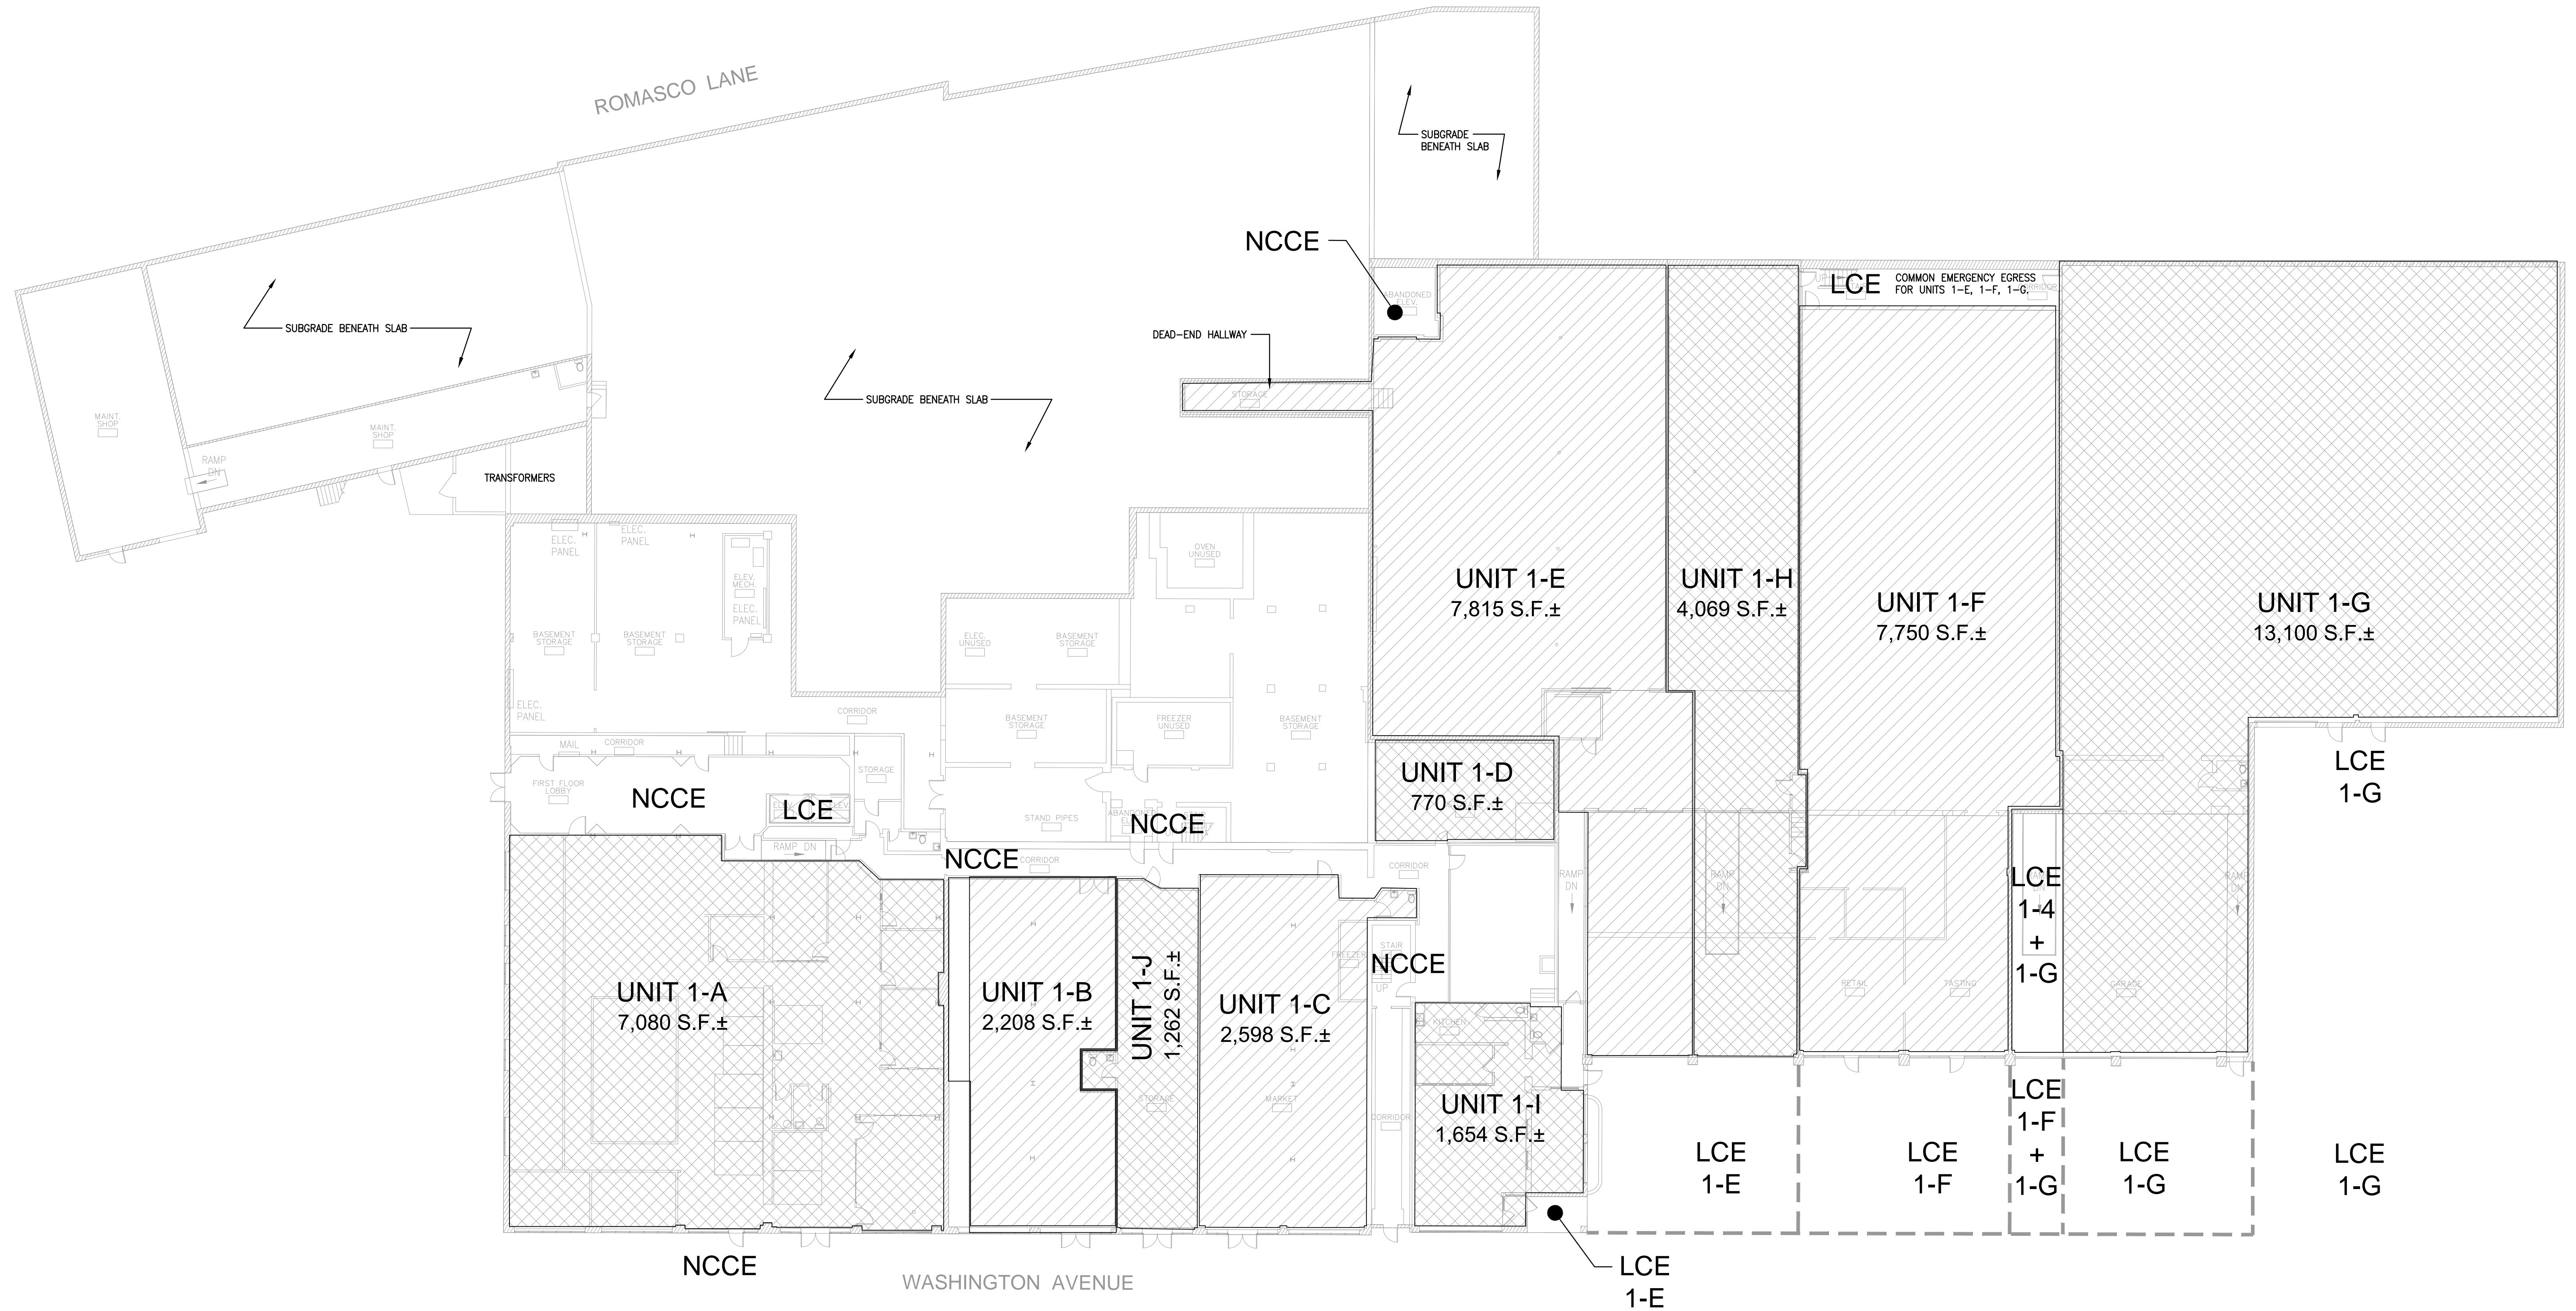 ROMASCO LANE
SUBGRADE
BENEATH SLAB
NCCE
ABANDONED
ELEV.
LCE
COMMON EMERGENCY EGRESS
FOR UNITS 1-E, 1-F, 1-G.
SUBGRADE BENEATH SLAB
DEAD-END HALLWAY
STORAGE
SUBGRADE BENEATH SLAB
MAINT.
SHOP
MAINT.
SHOP
RAMP
DN
TRANSFORMERS
ELEC.
PANEL
ELEC.
PANEL
ELEV.
MECH.
ELEC.
PANEL
OVEN
UNUSED
BASEMENT
STORAGE
BASEMENT
STORAGE
ELEC.
UNUSED
BASEMENT
STORAGE
UNIT 1-E
7,815 S.F.±
UNIT 1-H
4,069 S.F.±
UNIT 1-F
7,750 S.F.±
UNIT 1-G
13,100 S.F.±
ELEC.
PANEL
CORRIDOR
BASEMENT
STORAGE
FREEZER
UNUSED
BASEMENT
STORAGE
MAIL
CORRIDOR
STORAGE
FIRST FLOOR
LOBBY
NCCE
LCE
UNIT 1-D
770 S.F.±
LCE
1-G
STAND PIPES
NCCE
RAMP DN
NCCE
CORRIDOR
CORRIDOR
RAMP
DN
RAMP
DN
LCE
1-4
+
1-G
RAMP
DN
UNIT 1-A
7,080 S.F.±
UNIT 1-B
2,208 S.F.±
UNIT 1-J
1,262 S.F.±
UNIT 1-C
2,598 S.F.±
FREEZER
STAIR
NCCE
UP
RETAIL
TASTING
GARAGE
KITCHEN
STORAGE
MARKET
CORRIDOR
UNIT 1-I
1,654 S.F.±
LCE
1-E
LCE
1-F
LCE
1-F
+
1-G
LCE
1-G
LCE
1-G
NCCE
WASHINGTON AVENUE
LCE
1-E